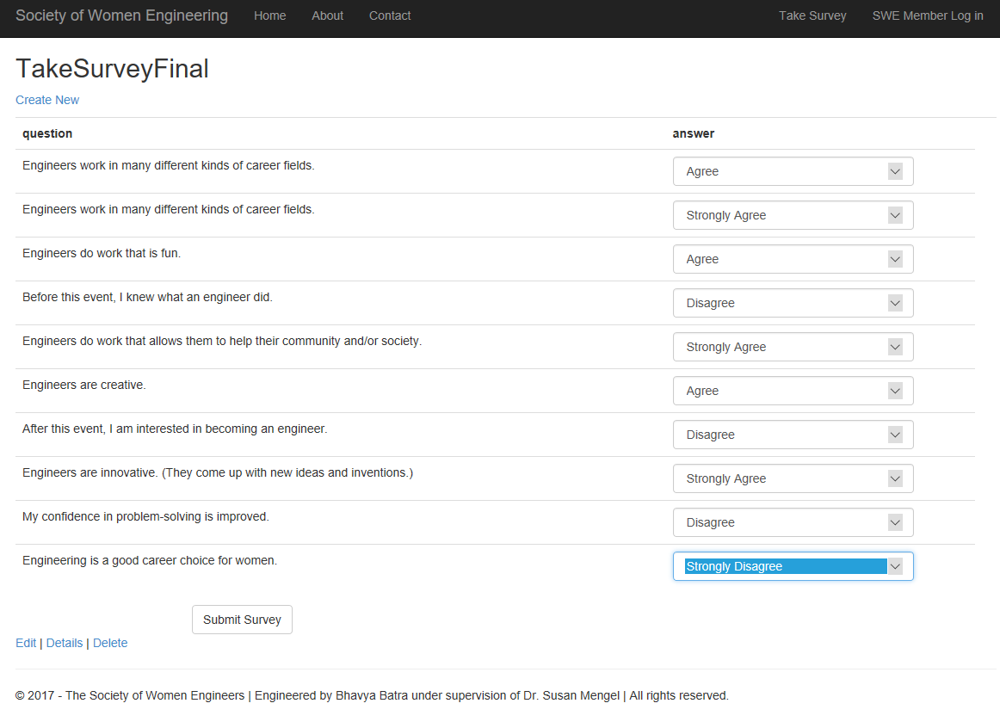 Society of Women Engineering Home About Contact Take Survey SWE Member Log in
TakeSurveyFinal
Create New
question answer
Engineers work in many different kinds of career fields. Agree
Engineers work in many different kinds of career fields. Strongly Agree
Engineers do work that is fun. Agree
Before this event, I knew what an engineer did. Disagree
Engineers do work that allows them to help their community and/or society. Strongly Agree
Engineers are creative. Agree
After this event, I am interested in becoming an engineer. Disagree
Engineers are innovative. (They come up with new ideas and inventions.) Strongly Agree
My confidence in problem-solving is improved. Disagree
Engineering is a good career choice for women. Strongly Disagree
Submit Survey
Edit | Details | Delete
© 2017 - The Society of Women Engineers | Engineered by Bhavya Batra under supervision of Dr. Susan Mengel | All rights reserved.